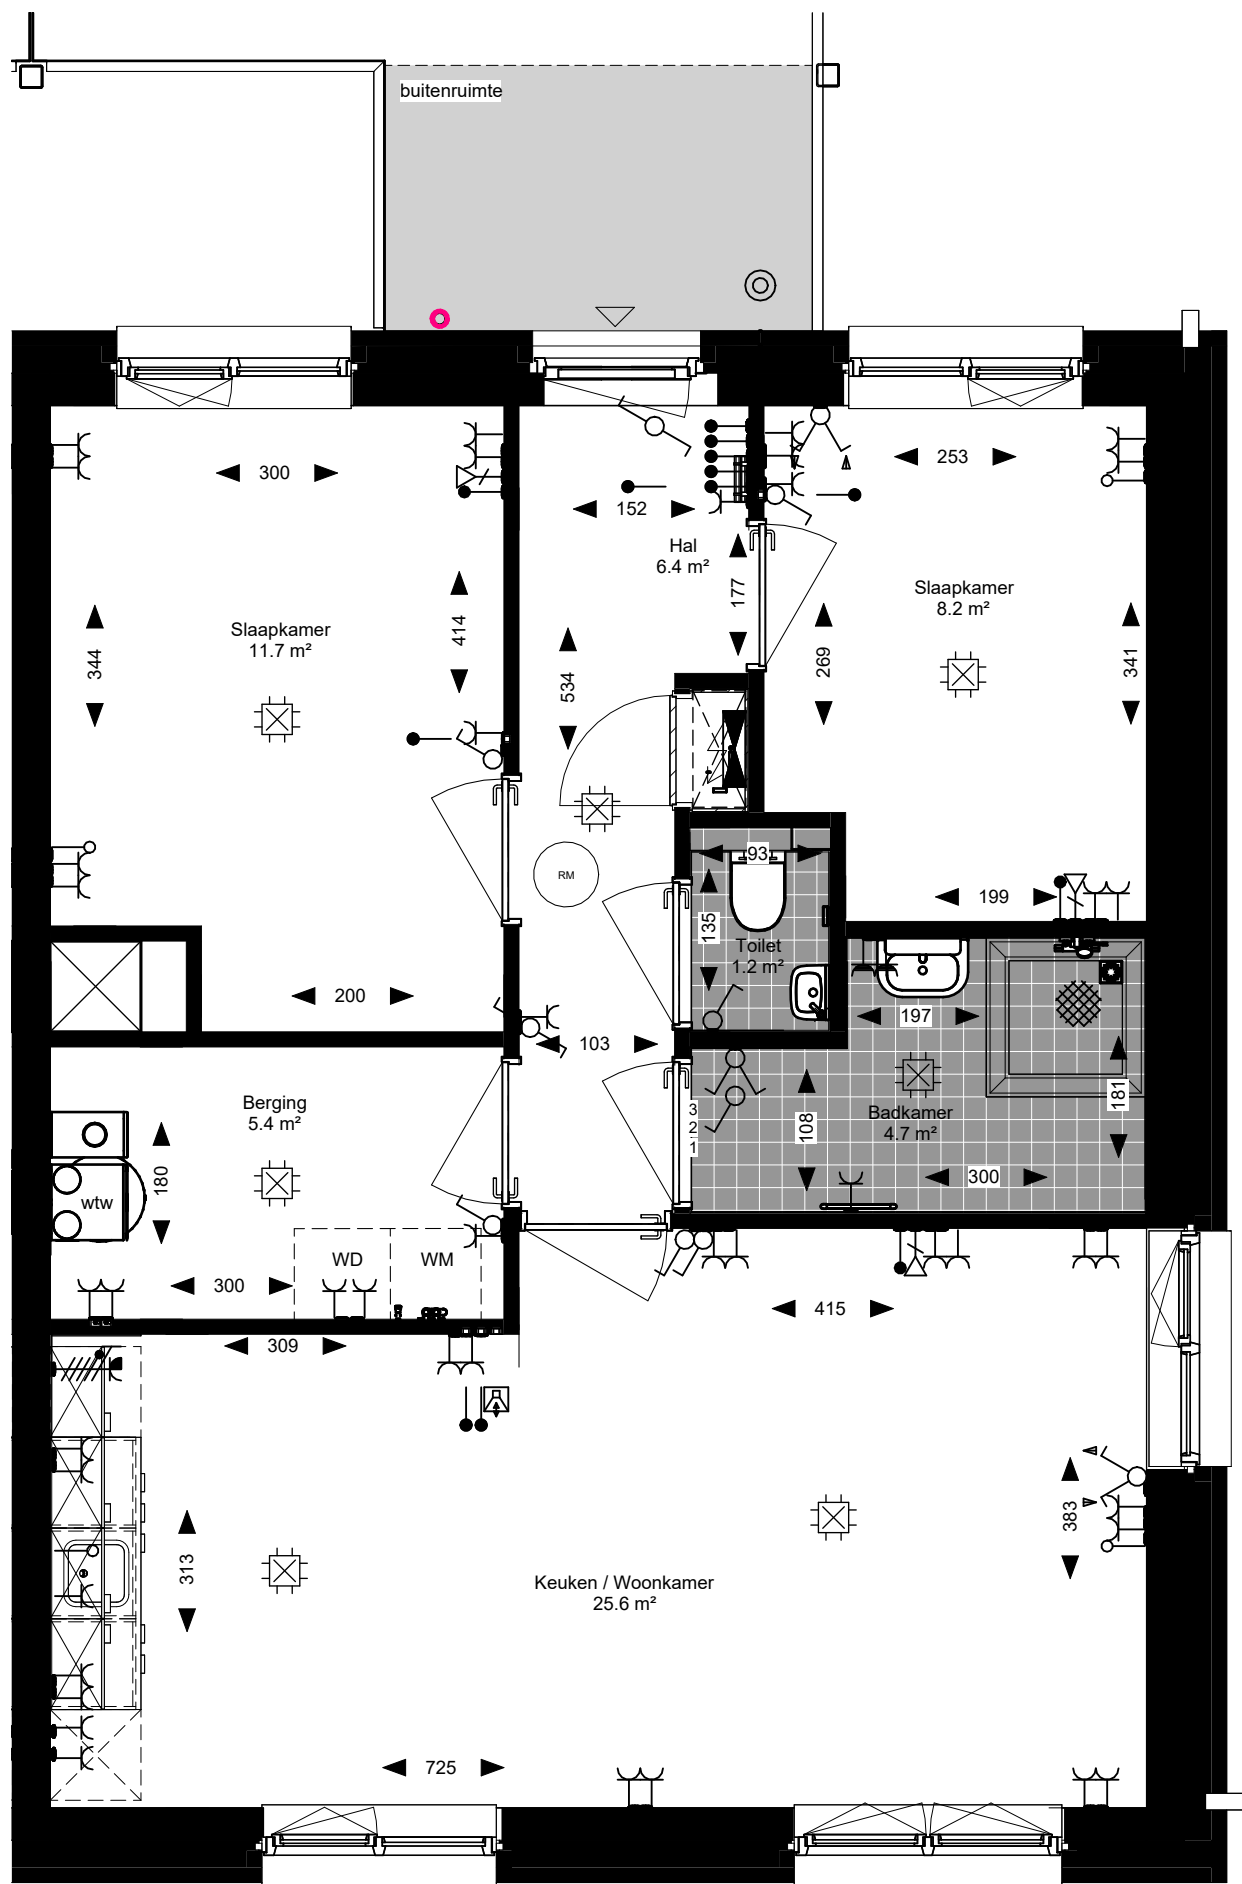 buitenruimte
300
152
253
Hal
6.4 m²
177
Slaapkamer
8.2 m²
344
Slaapkamer
11.7 m²
414
534
269
341
93
RM
135
Toilet
1.2 m²
199
200
103
197
Berging
5.4 m²
180
wtw
3
2
1
108
Badkamer
4.7 m²
181
300
WD
WM
300
415
309
313
383
Keuken / Woonkamer
25.6 m²
725